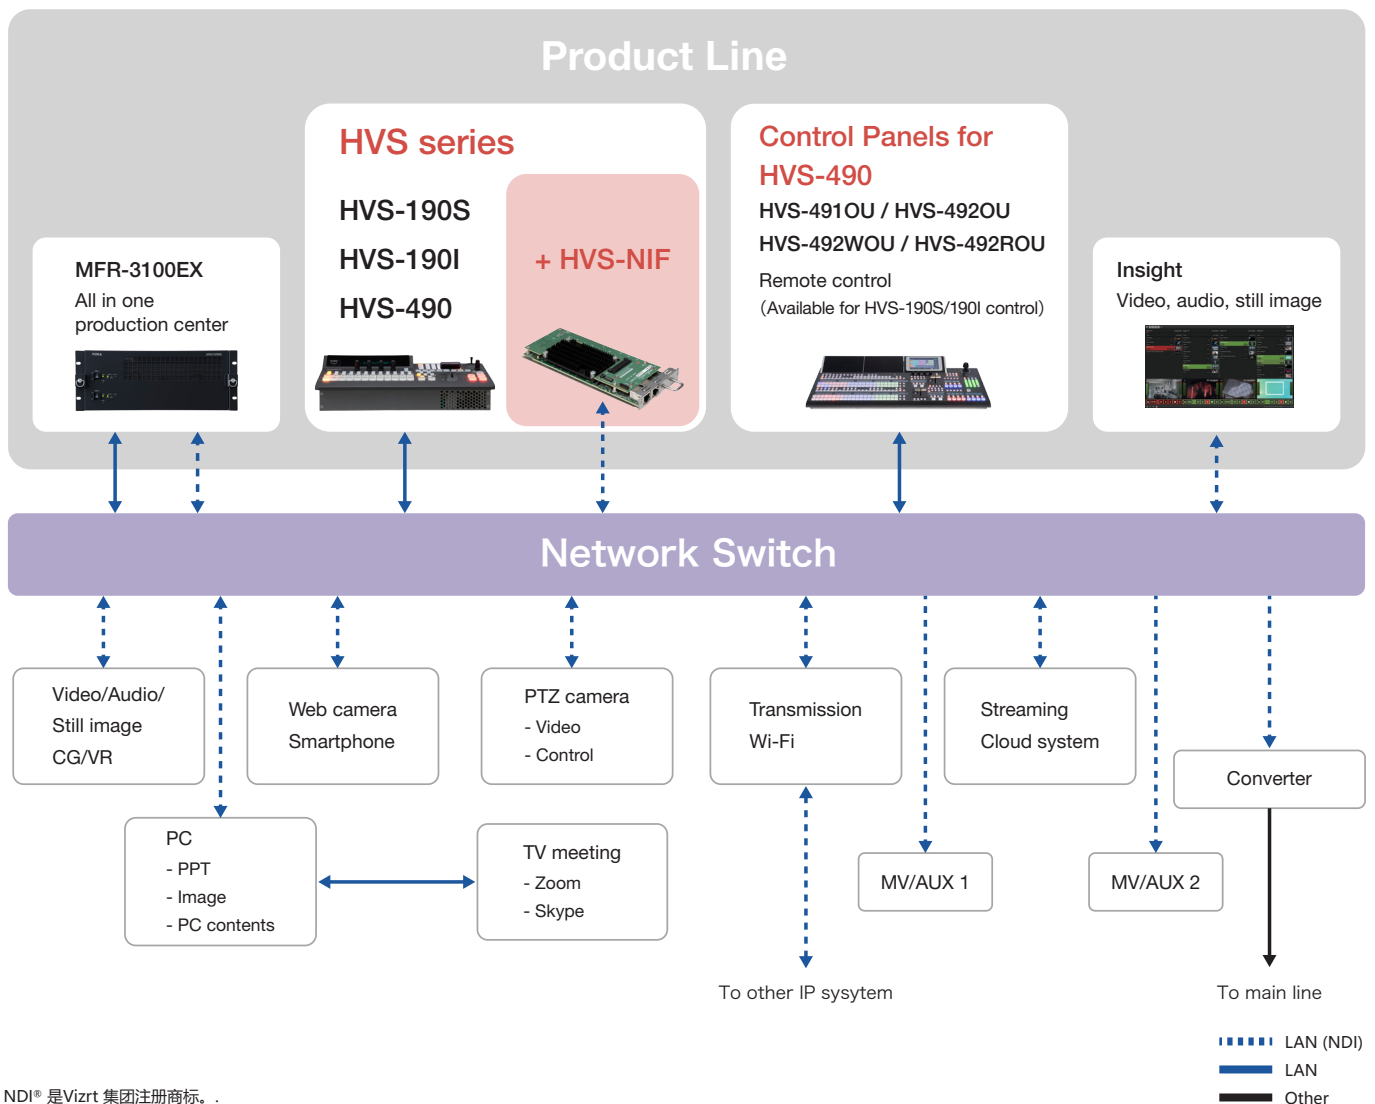 Product Line
HVS series
HVS-190S
HVS-190I
HVS-490
+ HVS-NIF
Control Panels for
HVS-490
HVS-491OU / HVS-492OU
HVS-492WOU / HVS-492ROU
Remote control
(Available for HVS-190S/190I control)
MFR-3100EX
All in one
production center
Insight
Video, audio, still image
Network Switch
Video/Audio/
Still image
CG/VR
Web camera
Smartphone
PTZ camera
- Video
- Control
Transmission
Wi-Fi
Streaming
Cloud system
Converter
PC
- PPT
- Image
- PC contents
TV meeting
- Zoom
- Skype
MV/AUX 1
MV/AUX 2
To other IP sysytem
To main line
LAN (NDI)
LAN
Other
NDI® 是Vizrt 集团注册商标。.